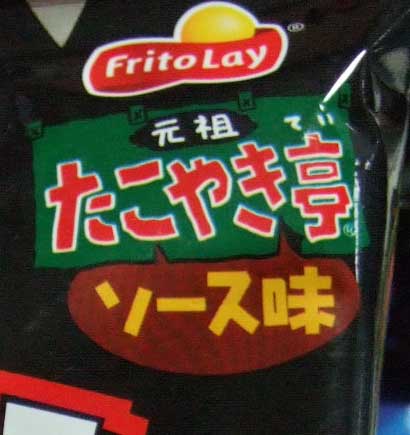 FritoLay
元祖
てい
たこやき亭
ソース味